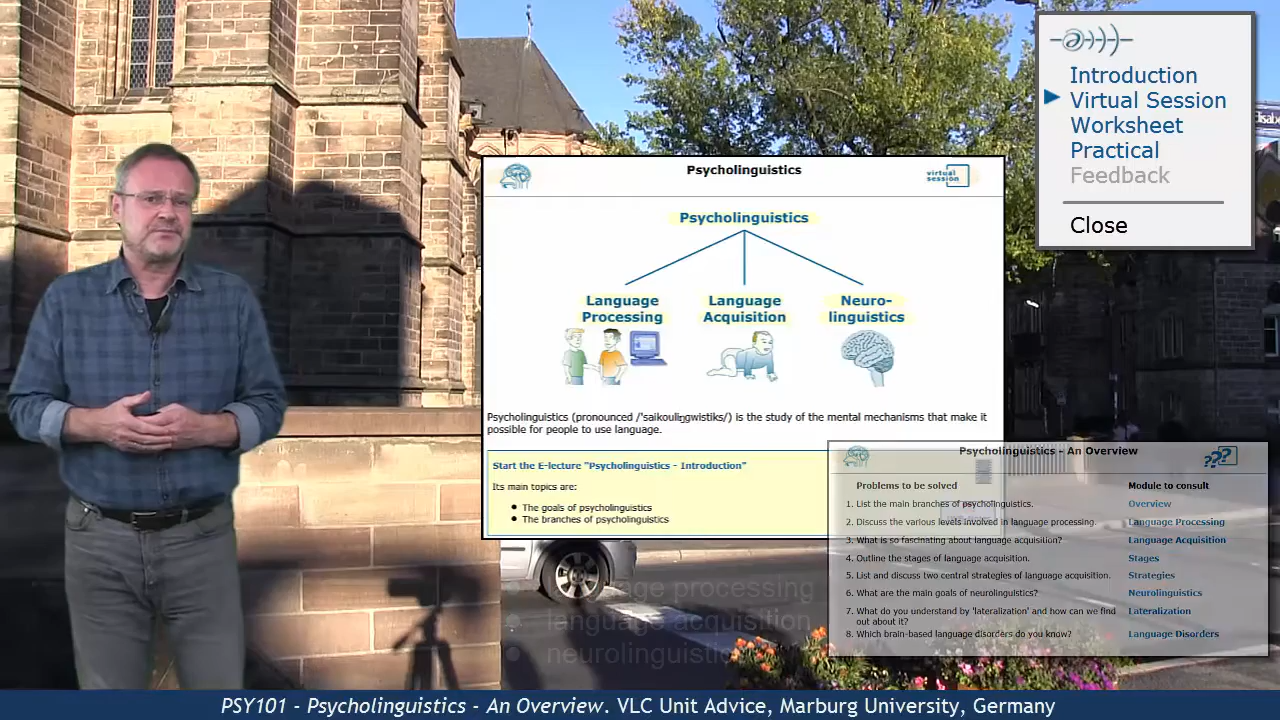 Introduction
Virtual Session
Worksheet
Practical
Feedback
Close
Psycholinguistics
virtual
session
Psycholinguistics
Language
Processing
Language
Acquisition
Neuro-
linguistics
Psycholinguistics (pronounced /'saikouliŋgwistiks/) is the study of the mental mechanisms that make it
possible for people to use language.
Start the E-lecture "Psycholinguistics - Introduction"
Its main topics are:
● The goals of psycholinguistics
● The branches of psycholinguistics
Psycholinguistics - An Overview
???
Problems to be solved Module to consult
1. List the main branches of psycholinguistics. Overview
2. Discuss the various levels involved in language processing. Language Processing
3. What is so fascinating about language acquisition? Language Acquisition
4. Outline the stages of language acquisition. Stages
5. List and discuss two central strategies of language acquisition. Strategies
6. What are the main goals of neurolinguistics? Neurolinguistics
7. What do you understand by 'lateralization' and how can we find Lateralization
out about it?
8. Which brain-based language disorders do you know? Language Disorders
processing
● language acquisition
● neurolinguistics
PSY101 - Psycholinguistics - An Overview. VLC Unit Advice, Marburg University, Germany